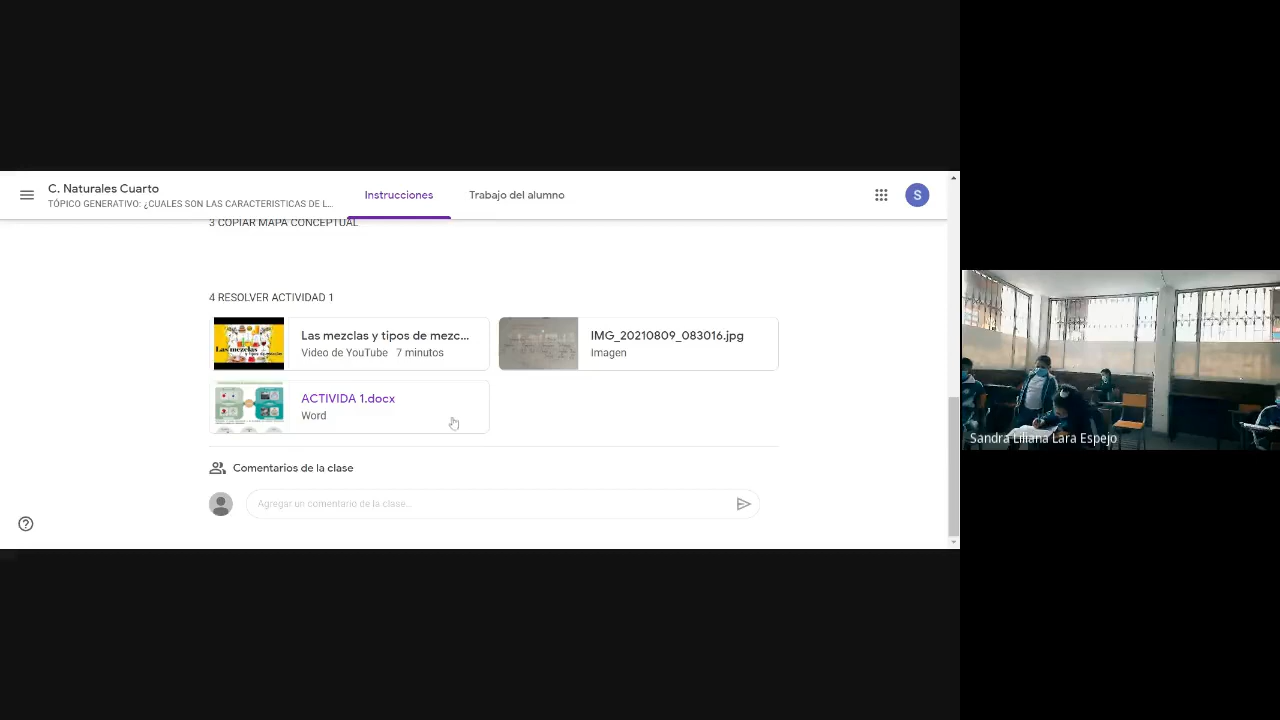 C. Naturales Cuarto
TÓPICO GENERATIVO: ¿CUALES SON LAS CARACTERISTICAS DE L...
Instrucciones
Trabajo del alumno
S
3 COPIAR MAPA CONCEPTUAL
4 RESOLVER ACTIVIDAD 1
Las mezclas y tipos de mezc...
Video de YouTube 7 minutos
IMG_20210809_083016.jpg
Imagen
ACTIVIDA 1.docx
Word
Comentarios de la clase
Agregar un comentario de la clase...
Sandra Liliana Lara Espejo